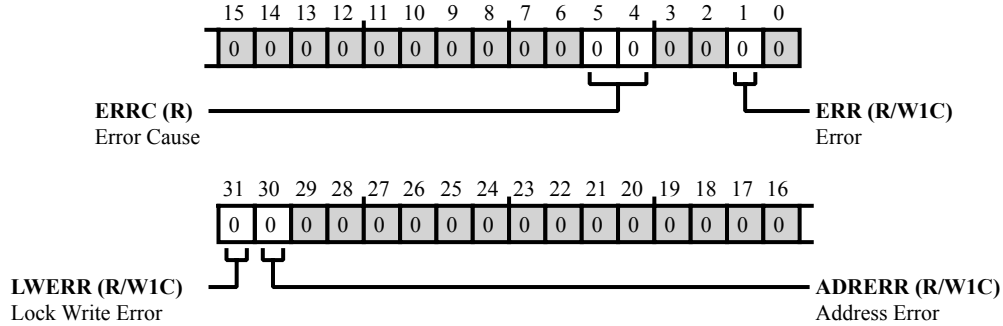 15 14 13 12 11 10 9 8 7 6 5 4 3 2 1 0
0 0 0 0 0 0 0 0 0 0 0 0 0 0 0 0
ERRC (R)
Error Cause
ERR (R/W1C)
Error
31 30 29 28 27 26 25 24 23 22 21 20 19 18 17 16
0 0 0 0 0 0 0 0 0 0 0 0 0 0 0 0
LWERR (R/W1C)
Lock Write Error
ADRERR (R/W1C)
Address Error